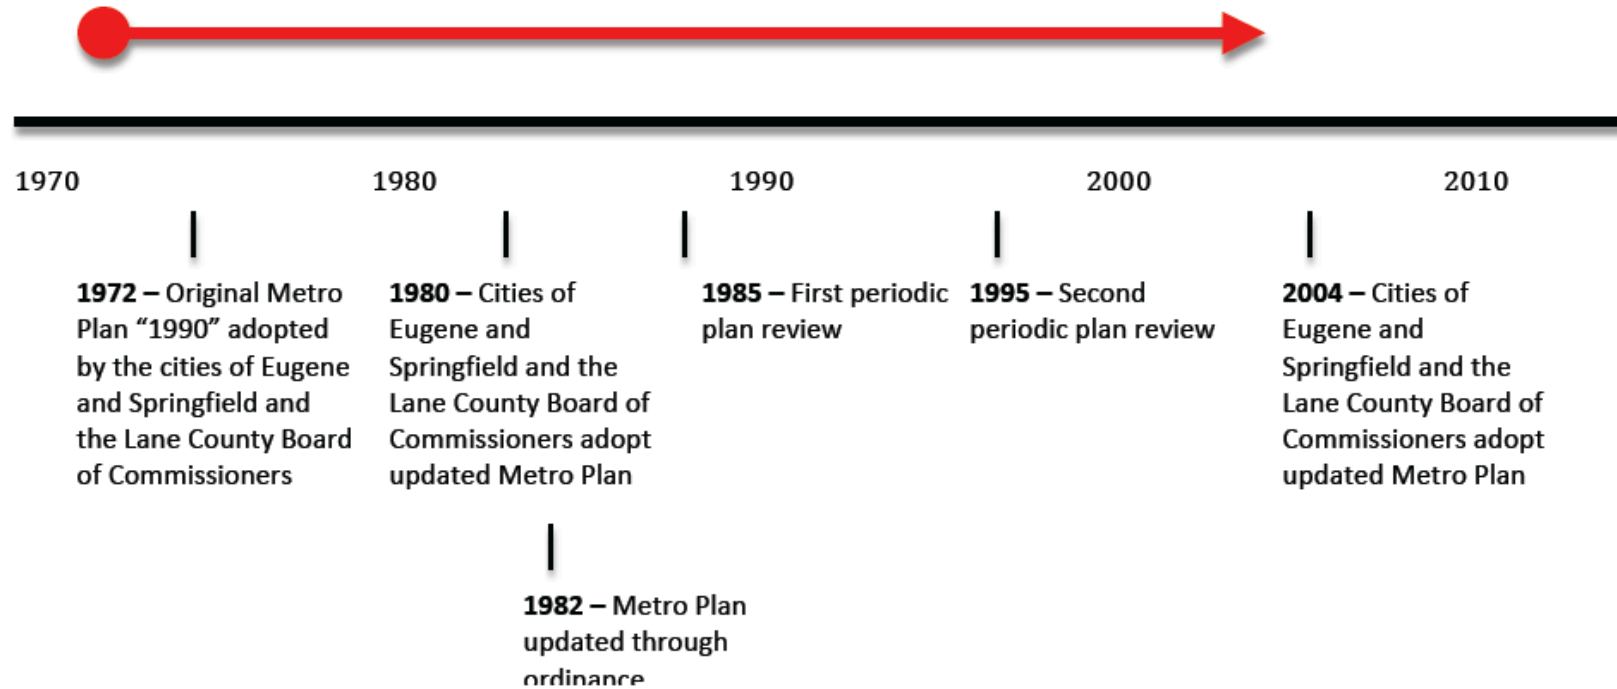 1970 1980 1990 2000 2010
1972 – Original Metro
Plan “1990” adopted
by the cities of Eugene
and Springfield and
the Lane County Board
of Commissioners
1980 – Cities of
Eugene and
Springfield and the
Lane County Board of
Commissioners adopt
updated Metro Plan
1982 – Metro Plan
updated through
ordinance
1985 – First periodic
plan review
1995 – Second
periodic plan review
2004 – Cities of
Eugene and
Springfield and the
Lane County Board of
Commissioners adopt
updated Metro Plan